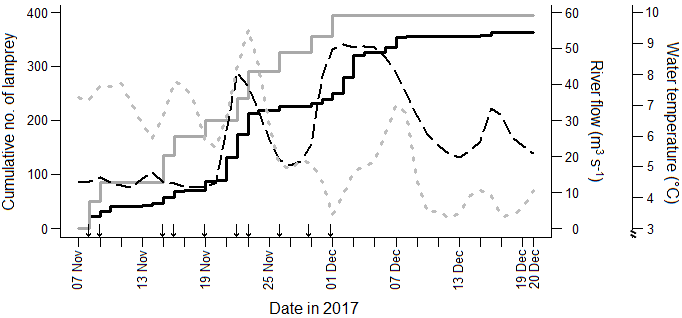 Cumulative no. of lamprey
400
300
200
100
0
60
50
40
30
20
10
0
River flow (m³ s⁻¹)
10
9
8
7
6
5
4
3
Water temperature (°C)
07 Nov
13 Nov
19 Nov
25 Nov
01 Dec
07 Dec
13 Dec
19 Dec
20 Dec
Date in 2017